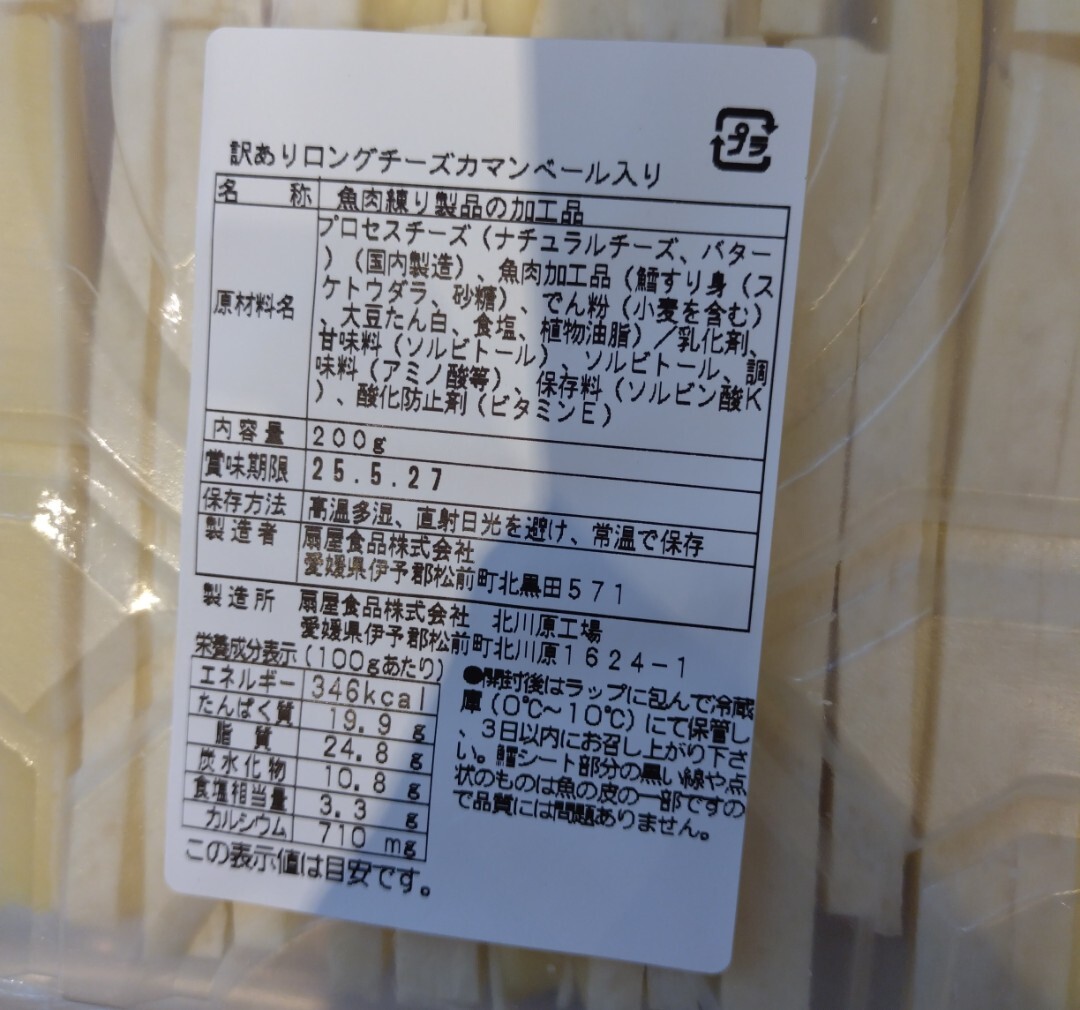 プラ
訳ありロングチーズカマンベール入り
名称 魚肉練り製品の加工品
原材料名
プロセスチーズ(ナチュラルチーズ、バター
)(国内製造)、魚肉加工品(鱈すり身(ス
ケトウダラ、砂糖)、でん粉(小麦を含む)
、大豆たん白、食塩、植物油脂)/乳化剤、
甘味料(ソルビトール)、ソルビトール、調
味料(アミノ酸等)、保存料(ソルビン酸K
)、酸化防止剤(ビタミンE)
内容量 200g
賞味期限 25.5.27
保存方法 高温多湿、直射日光を避け、常温で保存
製造者 扇屋食品株式会社
愛媛県伊予郡松前町北黒田571
製造所 扇屋食品株式会社 北川原工場
愛媛県伊予郡松前町北川原1624-1
栄養成分表示(100gあたり)
エネルギー 346kcal
たんぱく質 19.9g
脂質 24.8g
炭水化物 10.8g
食塩相当量 3.3g
カルシウム 710mg
この表示値は目安です。
●開封後はラップに包んで冷蔵
庫(0℃～10℃)にて保管し
、3日以内にお召し上がり下さ
い。鱈シート部分の黒い線や点
状のものは魚の皮の一部ですの
で品質には問題ありません。